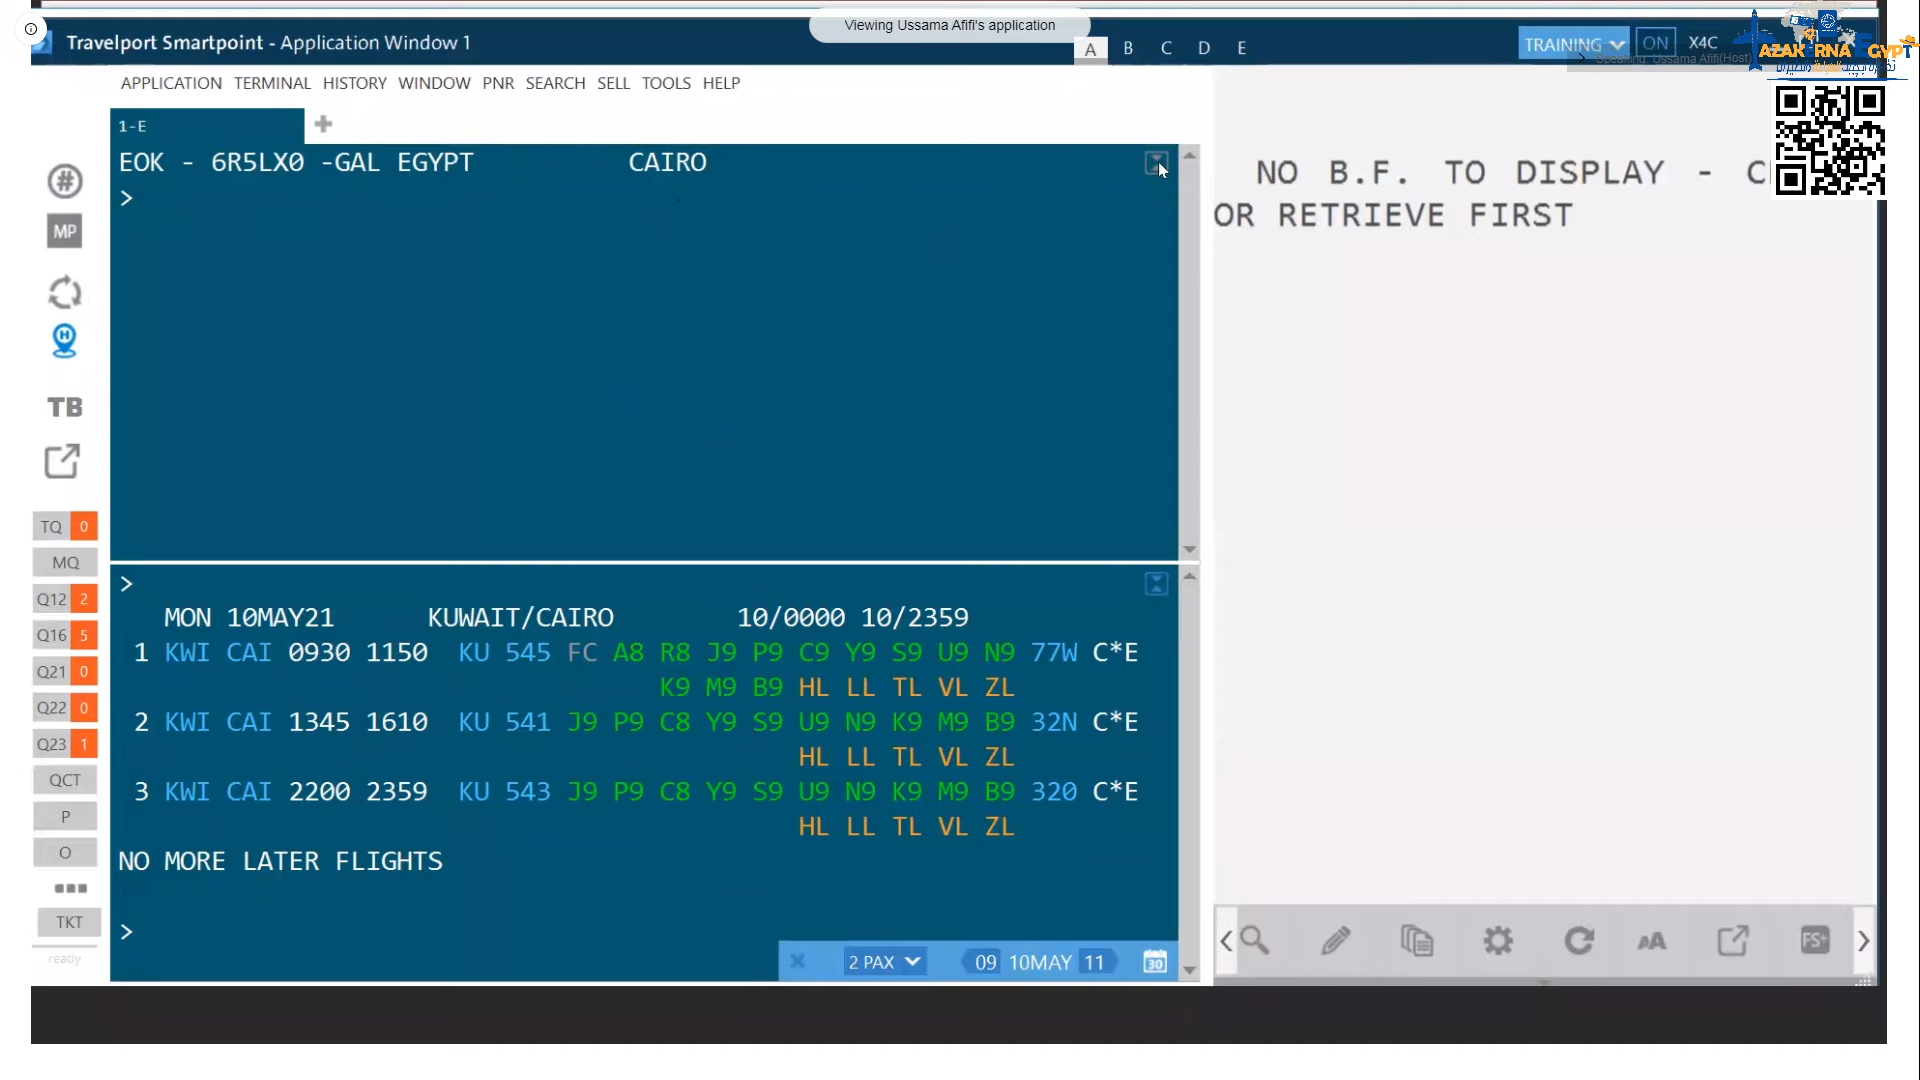 Viewing Ussama Afifi's application
Travelport Smartpoint - Application Window 1
A B C D E
TRAINING ON X4C
Speaking: Ussama Afifi(Host)
APPLICATION TERMINAL HISTORY WINDOW PNR SEARCH SELL TOOLS HELP
1-E
EOK - 6R5LX0 -GAL EGYPT CAIRO
>
NO B.F. TO DISPLAY -
OR RETRIEVE FIRST
#
MP
H
TB
TQ 0
MQ
Q12 2
Q16 5
Q21 0
Q22 0
Q23 1
QCT
P
O
TKT
ready
>
MON 10MAY21 KUWAIT/CAIRO 10/0000 10/2359
1 KWI CAI 0930 1150 KU 545 FC A8 R8 J9 P9 C9 Y9 S9 U9 N9 77W C*E
K9 M9 B9 HL LL TL VL ZL
2 KWI CAI 1345 1610 KU 541 J9 P9 C8 Y9 S9 U9 N9 K9 M9 B9 32N C*E
HL LL TL VL ZL
3 KWI CAI 2200 2359 KU 543 J9 P9 C8 Y9 S9 U9 N9 K9 M9 B9 320 C*E
HL LL TL VL ZL
NO MORE LATER FLIGHTS
>
2 PAX 09 10MAY 11 30
AA FS+